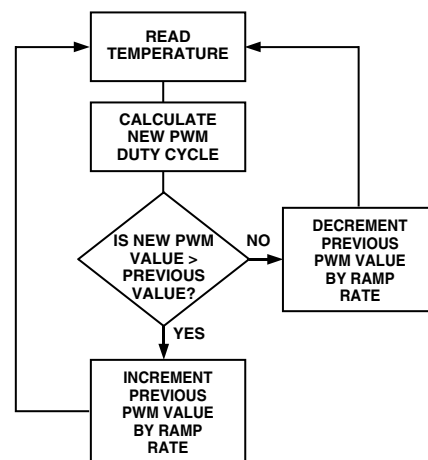 READ
TEMPERATURE
CALCULATE
NEW PWM
DUTY CYCLE
IS NEW PWM
VALUE >
PREVIOUS
VALUE?
NO
DECREMENT
PREVIOUS
PWM VALUE
BY RAMP
RATE
YES
INCREMENT
PREVIOUS
PWM VALUE
BY RAMP
RATE